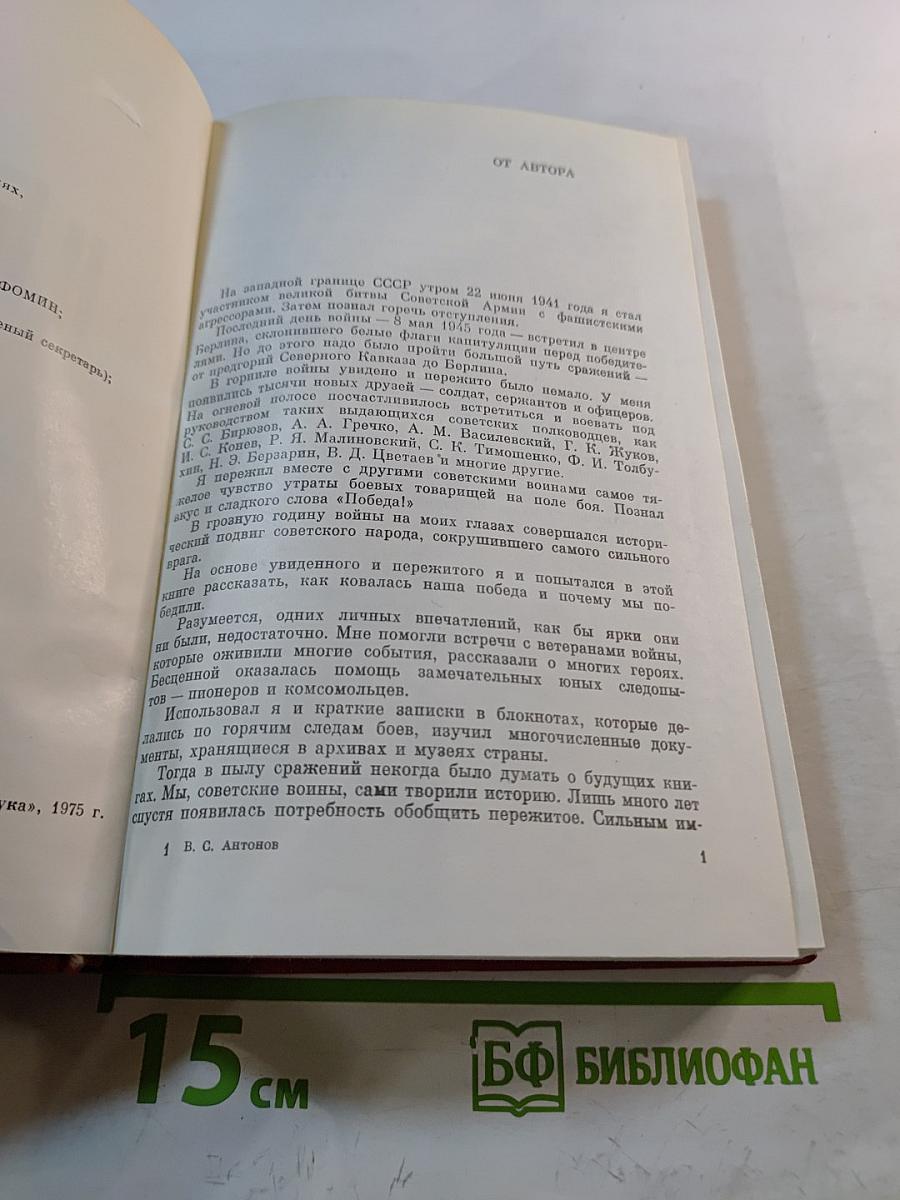 ях,
ФОМИН;
еный секретарь);
ука», 1975 г.
ОТ АВТОРА
На западной границе СССР утром 22 июня 1941 года я стал
участником великой битвы Советской Армии с фашистскими
агрессорами. Затем познал горечь отступления.
Последний день войны — 8 мая 1945 года — встретил в центре
Берлина, склонившего белые флаги капитуляции перед победите-
лями. Но до этого надо было пройти большой путь сражений —
от предгорий Северного Кавказа до Берлина.
В горниле войны увидено и пережито было немало. У меня
появились тысячи новых друзей — солдат, сержантов и офицеров.
На огневой полосе посчастливилось встретиться и воевать под
руководством таких выдающихся советских полководцев, как
С. С. Бирюзов, А. А. Гречко, А. М. Василевский, Г. К. Жуков,
И. С. Конев, Р. Я. Малиновский, С. К. Тимошенко, Ф. И. Толбу-
хин, Н. Э. Берзарин, В. Д. Цветаев и многие другие.
Я пережил вместе с другими советскими воинами самое тя-
желое чувство утраты боевых товарищей на поле боя. Познал
вкус и сладкого слова «Победа!»
В грозную годину войны на моих глазах совершался истори-
ческий подвиг советского народа, сокрушившего самого сильного
врага.
На основе увиденного и пережитого я и попытался в этой
книге рассказать, как ковалась наша победа и почему мы по-
бедили.
Разумеется, одних личных впечатлений, как бы ярки они
ни были, недостаточно. Мне помогли встречи с ветеранами войны,
которые оживили многие события, рассказали о многих героях.
Бесценной оказалась помощь замечательных юных следопы-
тов — пионеров и комсомольцев.
Использовал я и краткие записки в блокнотах, которые де-
лались по горячим следам боев, изучил многочисленные доку-
менты, хранящиеся в архивах и музеях страны.
Тогда в пылу сражений некогда было думать о будущих кни-
гах. Мы, советские воины, сами творили историю. Лишь много лет
спустя появилась потребность обобщить пережитое. Сильным им-
1 В. С. Антонов
1
15 см
БФ БИБЛИОФАН